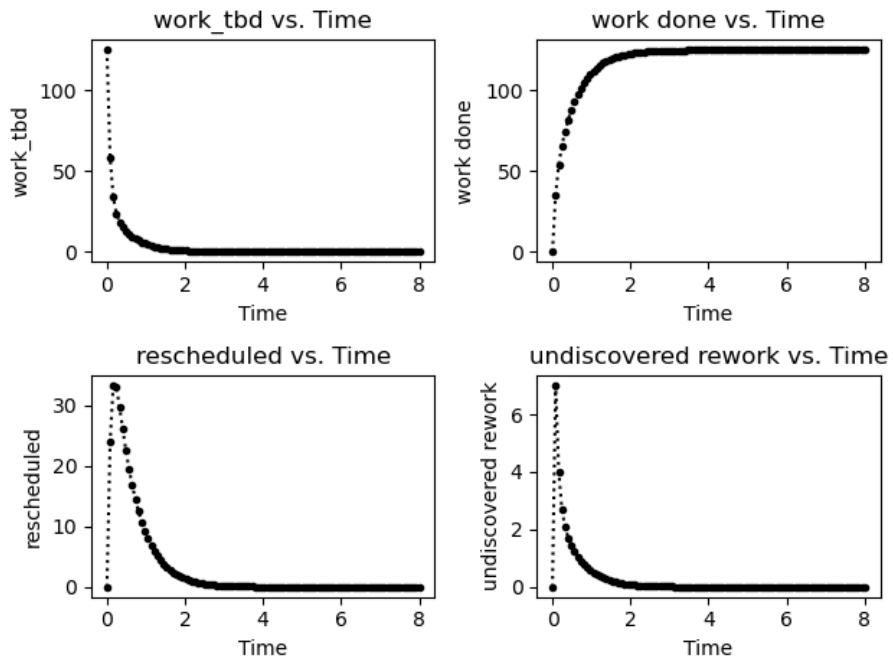 work_tbd vs. Time
work_tbd
100
50
0
0 2 4 6 8
Time
work done vs. Time
work done
100
50
0
0 2 4 6 8
Time
rescheduled vs. Time
rescheduled
30
20
10
0
0 2 4 6 8
Time
undiscovered rework vs. Time
undiscovered rework
6
4
2
0
0 2 4 6 8
Time